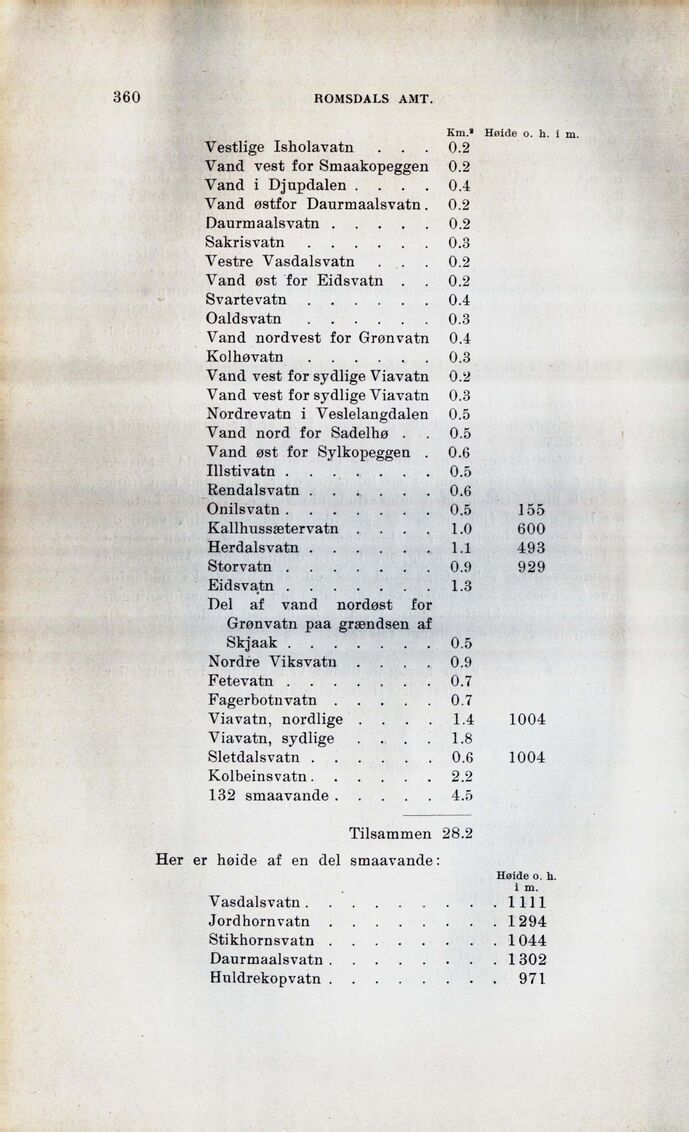 360 ROMSDALS AMT.
Km.² Høide o. h. i m.
Vestlige Isholavatn . . . 0.2
Vand vest for Smaakopeggen 0.2
Vand i Djupdalen . . . . 0.4
Vand østfor Daurmaalsvatn. 0.2
Daurmaalsvatn . . . . . 0.2
Sakrisvatn . . . . . . 0.3
Vestre Vasdalsvatn . . . 0.2
Vand øst for Eidsvatn . . 0.2
Svartevatn . . . . . . 0.4
Oaldsvatn . . . . . . 0.3
Vand nordvest for Grønvatn 0.4
Kolhøvatn . . . . . . 0.3
Vand vest for sydlige Viavatn 0.2
Vand vest for sydlige Viavatn 0.3
Nordrevatn i Veslelangdalen 0.5
Vand nord for Sadelhø . . 0.5
Vand øst for Sylkopeggen . 0.6
Illstivatn . . . . . . . 0.5
Rendalsvatn . . . . . . 0.6
Onilsvatn . . . . . . . 0.5 155
Kallhussætervatn . . . . 1.0 600
Herdalsvatn . . . . . . 1.1 493
Storvatn . . . . . . . 0.9 929
Eidsvatn . . . . . . . 1.3
Del af vand nordøst for
Grønvatn paa grændsen af
Skjaak . . . . . . . 0.5
Nordre Viksvatn . . . . 0.9
Fetevatn . . . . . . . 0.7
Fagerbotnvatn . . . . . 0.7
Viavatn, nordlige . . . . 1.4 1004
Viavatn, sydlige . . . . 1.8
Sletdalsvatn . . . . . . 0.6 1004
Kolbeinsvatn . . . . . . 2.2
132 smaavande . . . . . 4.5
Tilsammen 28.2
Her er høide af en del smaavande:
Høide o. h.
i m.
Vasdalsvatn . . . . . . . . . 1111
Jordhornvatn . . . . . . . . 1294
Stikhornsvatn . . . . . . . . 1044
Daurmaalsvatn . . . . . . . . 1302
Huldrekopvatn . . . . . . . . 971